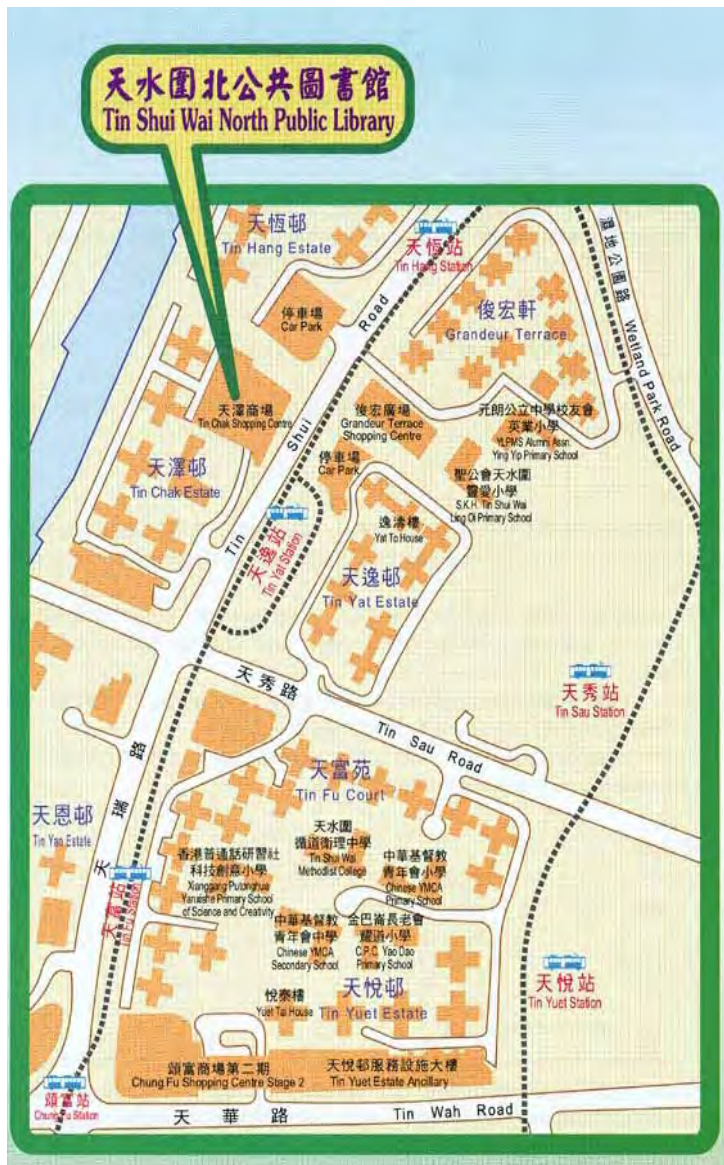 天水圍北公共圖書館
Tin Shui Wai North Public Library
天恆邨
Tin Hang Estate
天恆站
Tin Hang Station
濕地公園路 Wetland Park Road
停車場
Car Park
俊宏軒
Grandeur Terrace
天澤商場
Tin Chak Shopping Centre
俊宏廣場
Grandeur Terrace
Shopping Centre
元朗公立中學校友會
英業小學
YLPMS Alumni Assn.
Ying Yip Primary School
停車場
Car Park
聖公會天水圍
靈愛小學
S.K.H. Tin Shui Wai
Ling Oi Primary School
天澤邨
Tin Chak Estate
Tin Shui Road
天逸站
Tin Yat Station
逸濤樓
Yat To House
天逸邨
Tin Yat Estate
天秀路
Tin Sau Road
天秀站
Tin Sau Station
天瑞路
天富苑
Tin Fu Court
天恩邨
Tin Yan Estate
天水圍
循道衛理中學
Tin Shui Wai
Methodist College
香港普通話研習社
科技創意小學
Xianggang Putonghua
Yanxishe Primary School
of Science and Creativity
中華基督教
青年會小學
Chinese YMCA
Primary School
天富站
Tin Fu Station
中華基督教
青年會中學
Chinese YMCA
Secondary School
金巴崙長老會
耀道小學
C.P.C. Yao Dao
Primary School
天悅站
Tin Yuet Station
悅泰樓
Yuet Tai House
天悅邨
Tin Yuet Estate
頌富商場第二期
Chung Fu Shopping Centre Stage 2
天悅邨服務設施大樓
Tin Yuet Estate Ancillary
頌富站
Chung Fu Station
天華路
Tin Wah Road